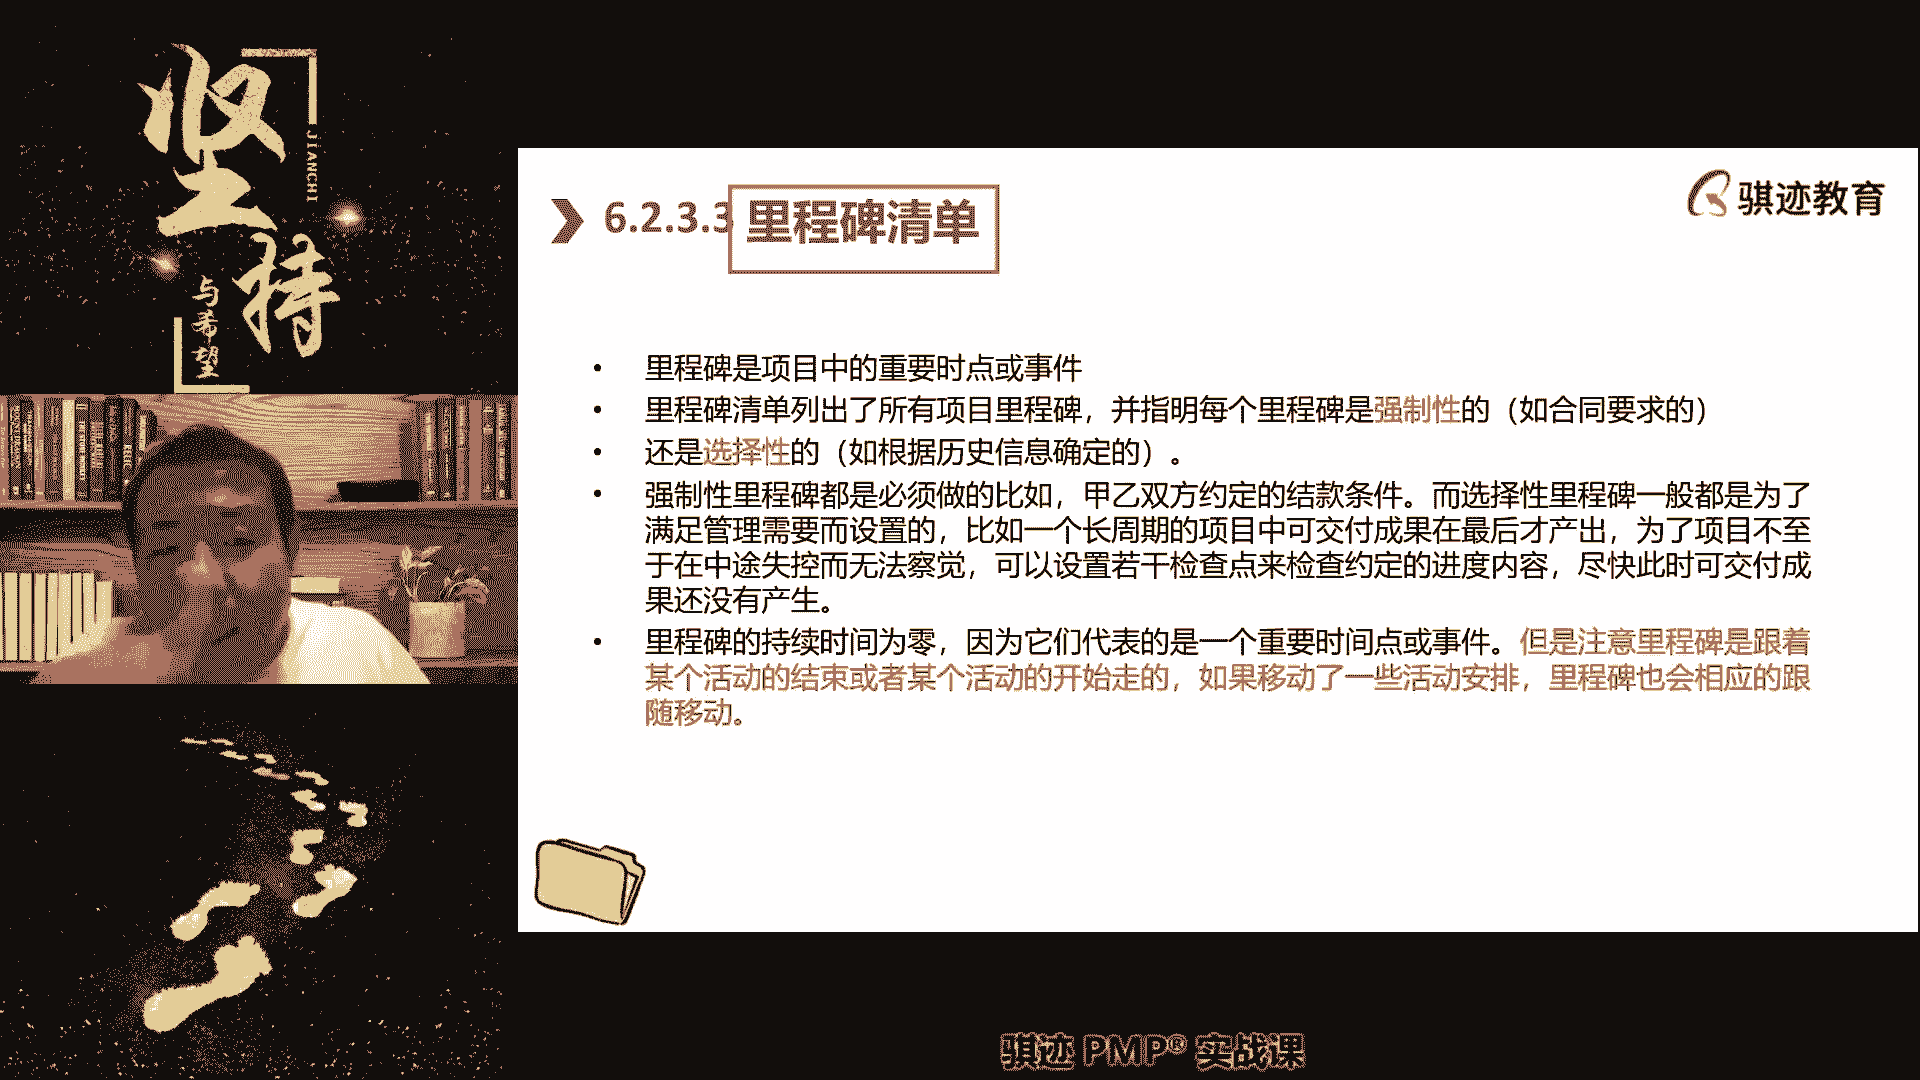 坚持
JIANCHI
与希望
6.2.3.3 里程碑清单
骐迹教育
• 里程碑是项目中的重要时点或事件
• 里程碑清单列出了所有项目里程碑，并指明每个里程碑是强制性的（如合同要求的）
• 还是选择性的（如根据历史信息确定的）。
• 强制性里程碑都是必须做的比如，甲乙双方约定的结款条件。而选择性里程碑一般都是为了
满足管理需要而设置的，比如一个长周期的项目中可交付成果在最后才产出，为了项目不至
于在中途失控而无法察觉，可以设置若干检查点来检查约定的进度内容，尽快此时可交付成
果还没有产生。
• 里程碑的持续时间为零，因为它们代表的是一个重要时间点或事件。但是注意里程碑是跟着
某个活动的结束或者某个活动的开始走的，如果移动了一些活动安排，里程碑也会相应的跟
随移动。
骐迹 PMP® 实战课